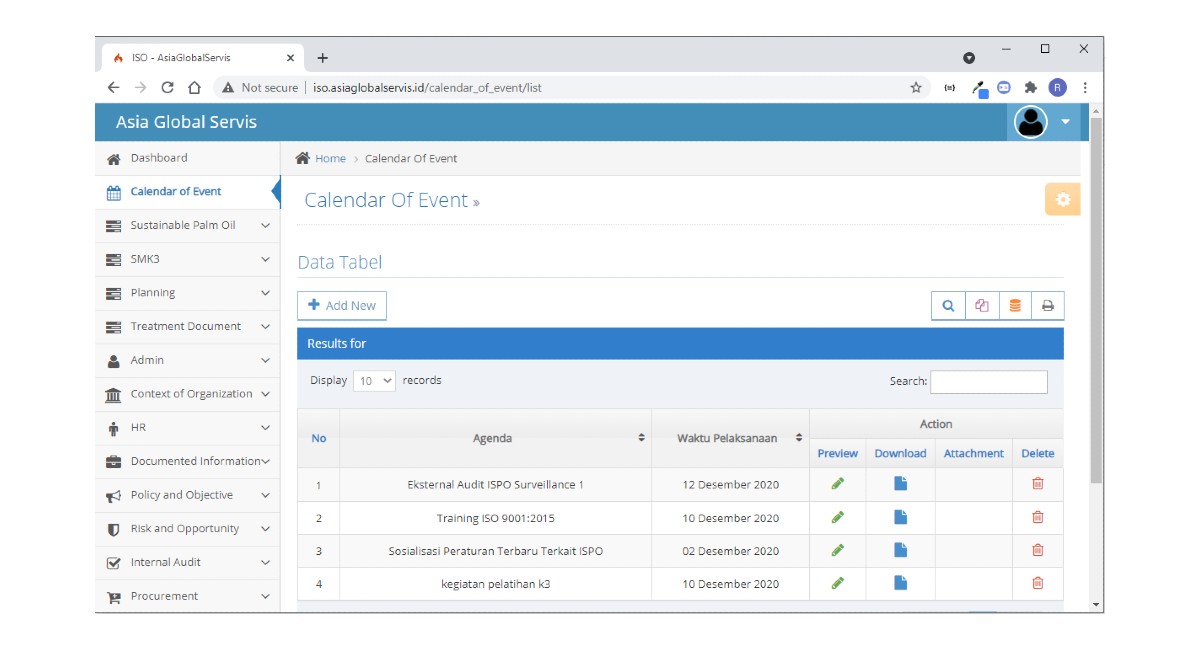 ISO - AsiaGlobalServis
Not secure | iso.asiaglobalservis.id/calendar_of_event/list
R
Asia Global Servis
Dashboard
Calendar of Event
Sustainable Palm Oil
SMK3
Planning
Treatment Document
Admin
Context of Organization
HR
Documented Information
Policy and Objective
Risk and Opportunity
Internal Audit
Procurement
Home > Calendar Of Event
Calendar Of Event »
Data Tabel
Add New
Results for
Display 10 records
Search:
No Agenda Waktu Pelaksanaan Action
Preview Download Attachment Delete
1 Eksternal Audit ISPO Surveillance 1 12 Desember 2020
2 Training ISO 9001:2015 10 Desember 2020
3 Sosialisasi Peraturan Terbaru Terkait ISPO 02 Desember 2020
4 kegiatan pelatihan k3 10 Desember 2020